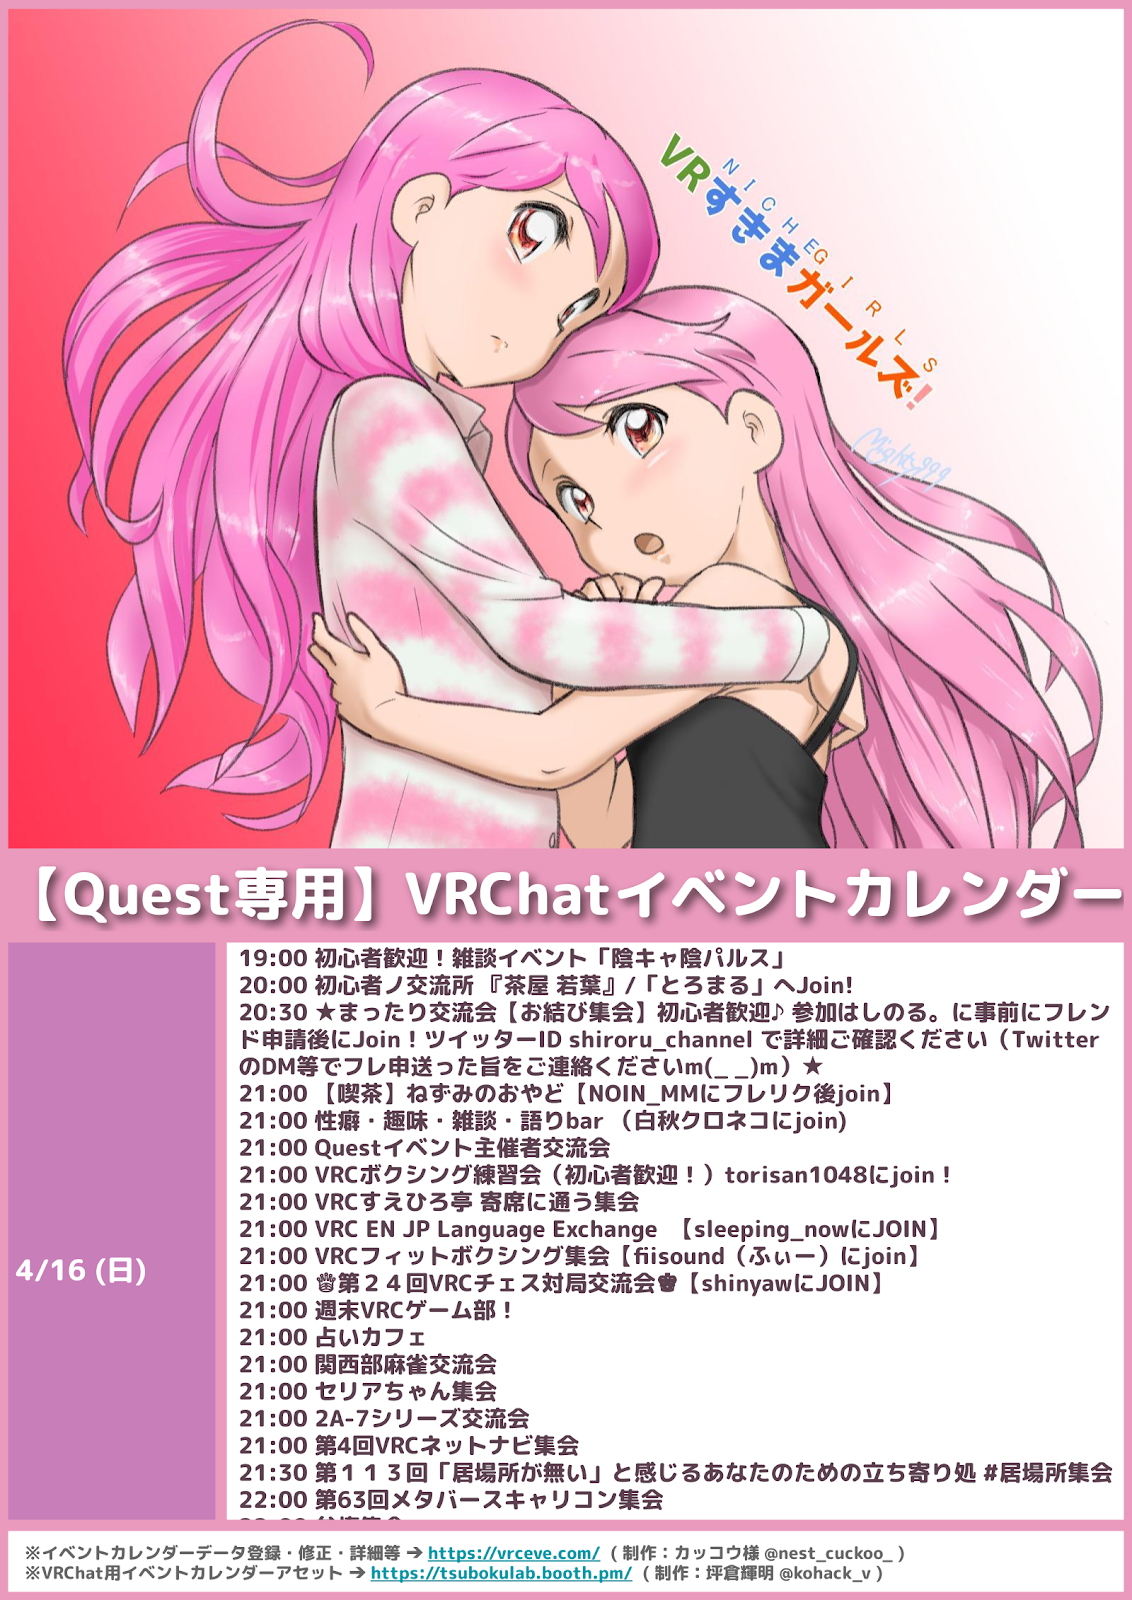 NICHE GIRLS
VRすきまガールズ!
Mighty999
【Quest専用】VRChatイベントカレンダー
4/16 (日)
19:00 初心者歓迎！雑談イベント「陰キャ陰パルス」
20:00 初心者ノ交流所 『茶屋 若葉』/「とろまる」へJoin!
20:30 ★まったり交流会【お結び集会】初心者歓迎♪ 参加はしのる。に事前にフレン
ド申請後にJoin！ツイッターID shiroru_channel で詳細ご確認ください（Twitter
のDM等でフレ申送った旨をご連絡くださいm(_ _)m）★
21:00 【喫茶】ねずみのおやど【NOIN_MMにフレリク後join】
21:00 性癖・趣味・雑談・語りbar （白秋クロネコにjoin)
21:00 Questイベント主催者交流会
21:00 VRCボクシング練習会（初心者歓迎！）torisan1048にjoin！
21:00 VRCすえひろ亭 寄席に通う集会
21:00 VRC EN JP Language Exchange 【sleeping_nowにJOIN】
21:00 VRCフィットボクシング集会【fiisound（ふぃー）にjoin】
21:00 ♔第２４回VRCチェス対局交流会♚【shinyawにJOIN】
21:00 週末VRCゲーム部！
21:00 占いカフェ
21:00 関西部麻雀交流会
21:00 セリアちゃん集会
21:00 2A-7シリーズ交流会
21:00 第4回VRCネットナビ集会
21:30 第１１３回「居場所が無い」と感じるあなたのための立ち寄り処 #居場所集会
22:00 第63回メタバースキャリコン集会
※イベントカレンダーデータ登録・修正・詳細等 ➔ https://vrceve.com/ （制作：カッコウ様 @nest_cuckoo_ ）
※VRChat用イベントカレンダーアセット ➔ https://tsubokulab.booth.pm/ （制作：坪倉輝明 @kohack_v ）